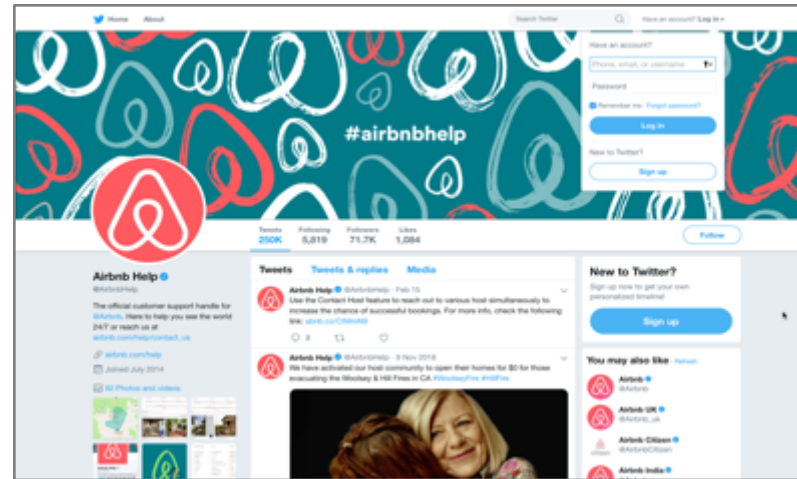 Home About
Search Twitter
Have an account? Log in
Have an account?
Phone, email, or username
Password
Remember me · Forgot password?
Log in
New to Twitter?
Sign up
#airbnbhelp
Tweets Following Followers Likes
250K 5,819 71.7K 1,084
Follow
Airbnb Help
@AirbnbHelp
The official customer support handle for
@Airbnb. Here to help you see the world
24/7 or reach us at
airbnb.com/help/contact_us
airbnb.com/help
Joined July 2014
92 Photos and videos
Tweets Tweets & replies Media
Airbnb Help @AirbnbHelp · Feb 15
Use the Contact Host feature to reach out to various host simultaneously to
increase the chance of successful bookings. For more info, check the following
link:
Airbnb Help @AirbnbHelp · 9 Nov 2018
We have activated our host community to open their homes for $0 for those
evacuating the Woolsey & Hill Fires in CA #WoolseyFire #HillFire
New to Twitter?
Sign up now to get your own
personalized timeline!
Sign up
You may also like · Refresh
Airbnb
@Airbnb
Airbnb UK
@Airbnb_uk
Airbnb Citizen
@AirbnbCitizen
citizen
Airbnb India